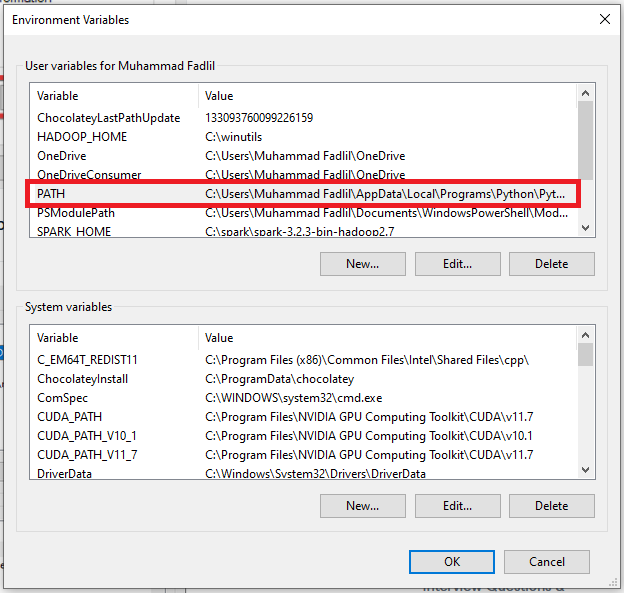 Environment Variables
User variables for Muhammad Fadlil
Variable Value
ChocolateyLastPathUpdate 133093760099226159
HADOOP_HOME C:\winutils
OneDrive C:\Users\Muhammad Fadlil\OneDrive
OneDriveConsumer C:\Users\Muhammad Fadlil\OneDrive
PATH C:\Users\Muhammad Fadlil\AppData\Local\Programs\Python\Pyt...
PSModulePath C:\Users\Muhammad Fadlil\Documents\WindowsPowerShell\Mod...
SPARK_HOME C:\spark\spark-3.2.3-bin-hadoop2.7
New... Edit... Delete
System variables
Variable Value
C_EM64T_REDIST11 C:\Program Files (x86)\Common Files\Intel\Shared Files\cpp\
ChocolateyInstall C:\ProgramData\chocolatey
ComSpec C:\WINDOWS\system32\cmd.exe
CUDA_PATH C:\Program Files\NVIDIA GPU Computing Toolkit\CUDA\v11.7
CUDA_PATH_V10_1 C:\Program Files\NVIDIA GPU Computing Toolkit\CUDA\v10.1
CUDA_PATH_V11_7 C:\Program Files\NVIDIA GPU Computing Toolkit\CUDA\v11.7
DriverData C:\Windows\System32\Drivers\DriverData
New... Edit... Delete
OK Cancel